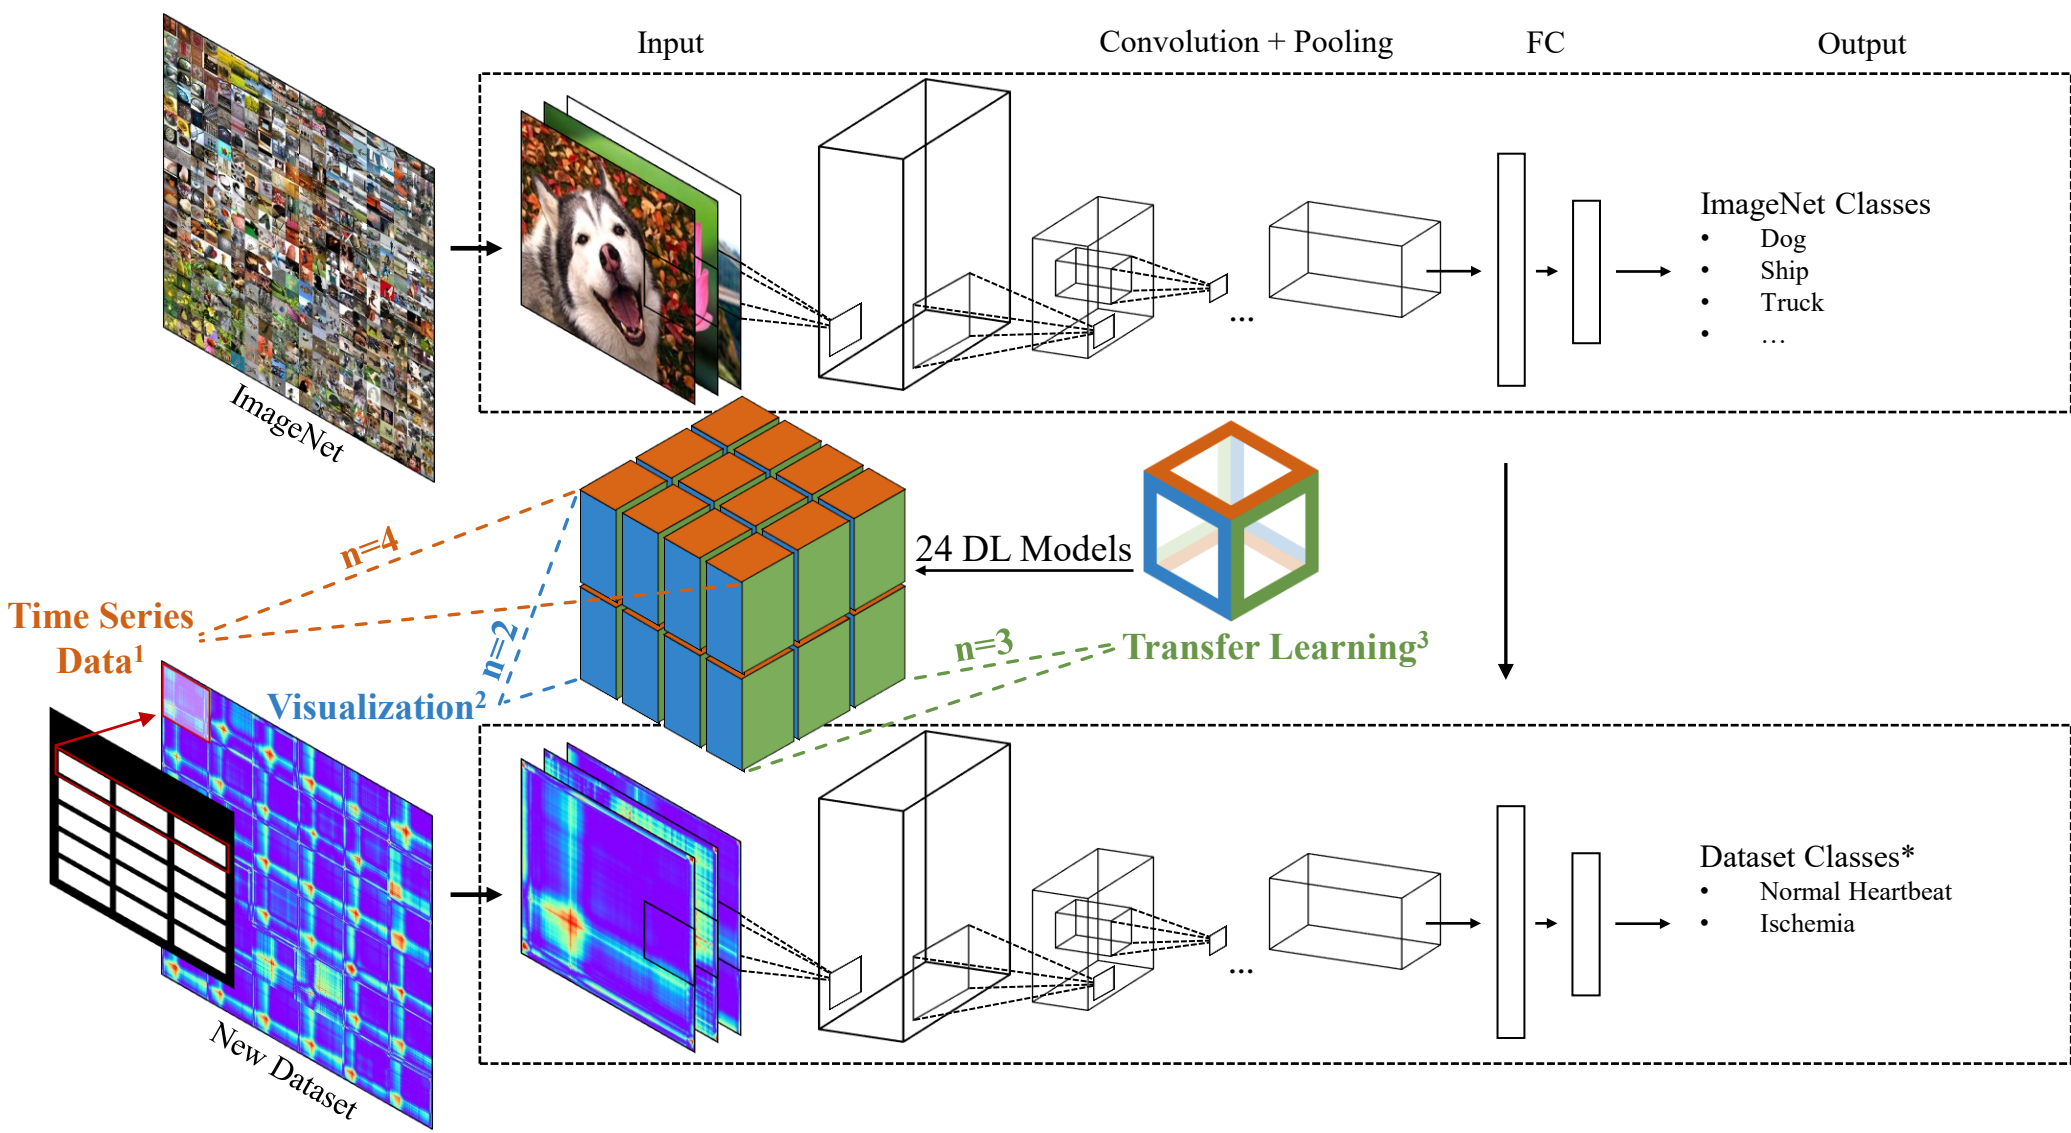 Input
Convolution + Pooling
FC
Output
ImageNet
ImageNet Classes
• Dog
• Ship
• Truck
• …
...
n=4
24 DL Models
Time Series
Data¹
n=2
n=3
Transfer Learning³
Visualization²
New Dataset
Dataset Classes*
• Normal Heartbeat
• Ischemia
...